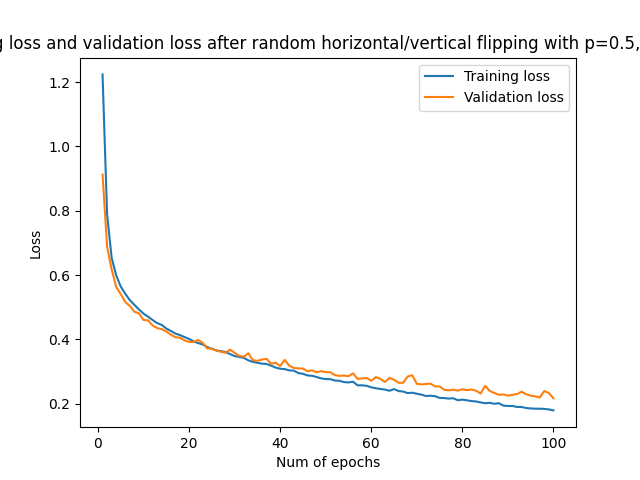 g loss and validation loss after random horizontal/vertical flipping with p=0.5,
Training loss
Validation loss
1.2
1.0
0.8
0.6
0.4
0.2
Loss
0
20
40
60
80
100
Num of epochs